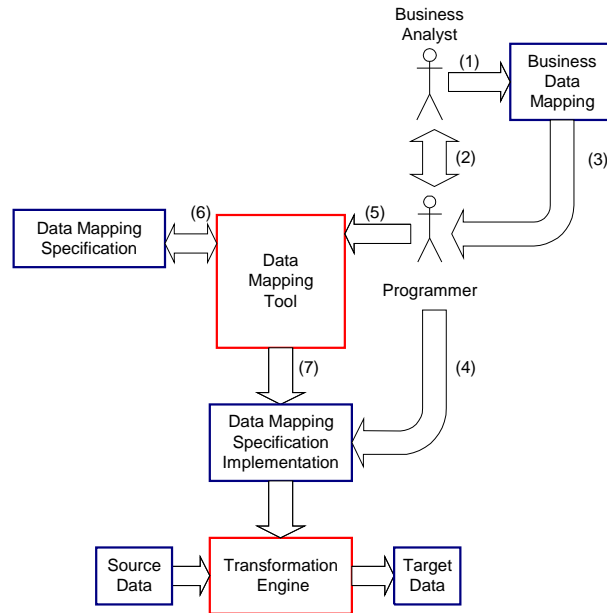 Business
Analyst
(1)
Business
Data
Mapping
(2)
(3)
(6)
(5)
Data Mapping
Specification
Data
Mapping
Tool
Programmer
(7)
(4)
Data Mapping
Specification
Implementation
Source
Data
Transformation
Engine
Target
Data